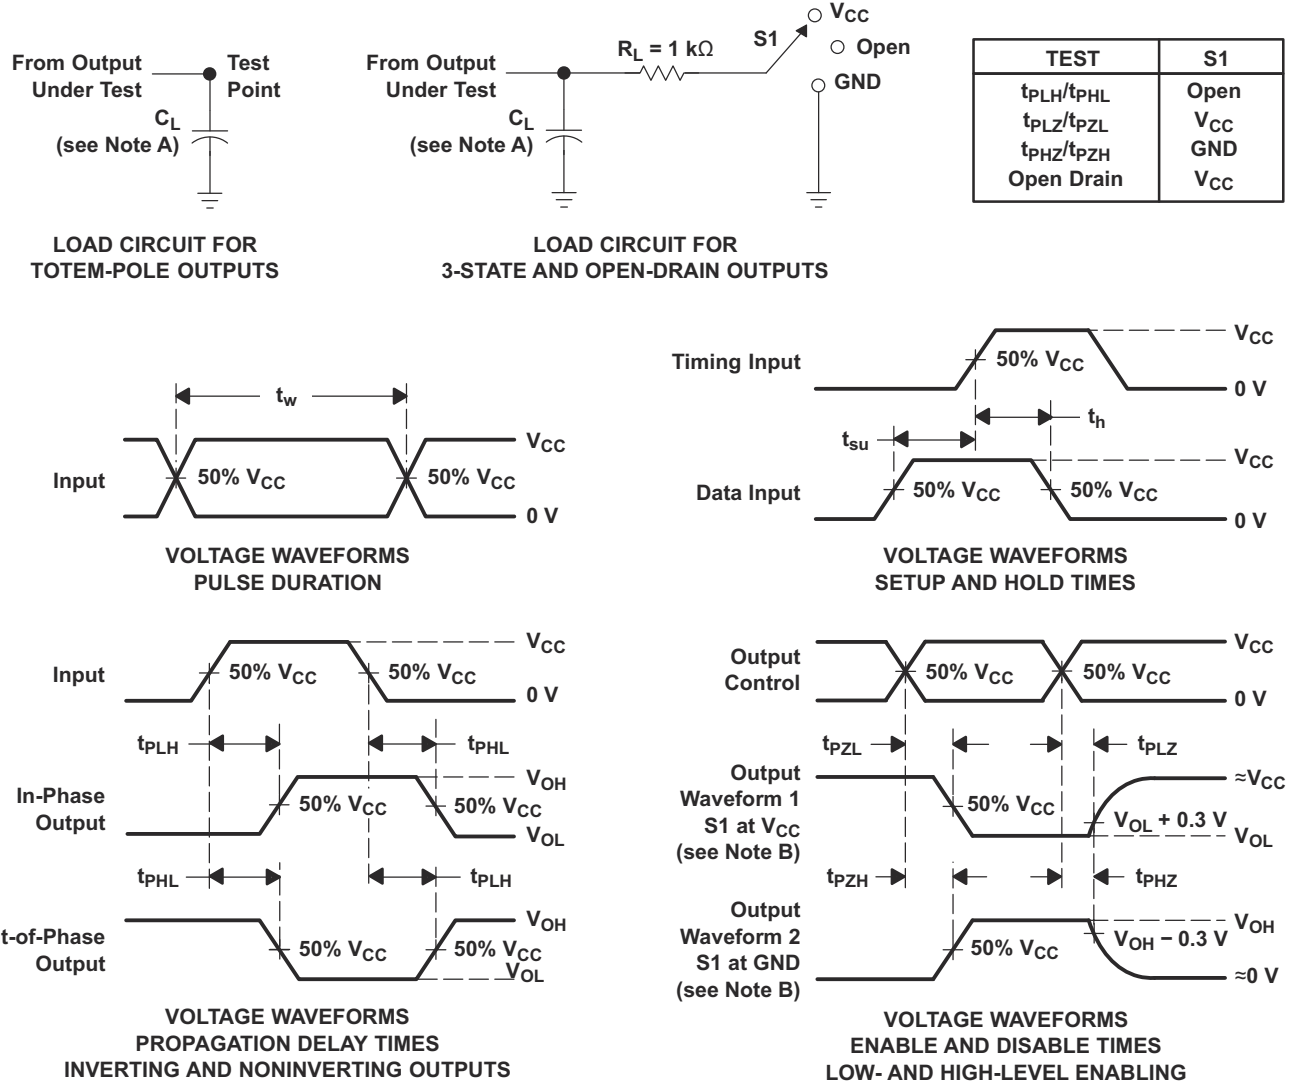 From Output
Under Test
Test
Point
CL
(see Note A)
LOAD CIRCUIT FOR
TOTEM-POLE OUTPUTS
From Output
Under Test
RL = 1 kΩ
S1
VCC
Open
GND
CL
(see Note A)
LOAD CIRCUIT FOR
3-STATE AND OPEN-DRAIN OUTPUTS
TEST S1
tPLH/tPHL Open
tPLZ/tPZL VCC
tPHZ/tPZH GND
Open Drain VCC
tw
VCC
Input
50% VCC
50% VCC
0 V
VOLTAGE WAVEFORMS
PULSE DURATION
VCC
Timing Input
50% VCC
0 V
th
tsu
VCC
Data Input
50% VCC
50% VCC
0 V
VOLTAGE WAVEFORMS
SETUP AND HOLD TIMES
VCC
Input
50% VCC
50% VCC
0 V
tPLH
tPHL
VOH
In-Phase
Output
50% VCC
50% VCC
VOL
tPHL
tPLH
VOH
t-of-Phase
Output
50% VCC
50% VCC
VOL
VOLTAGE WAVEFORMS
PROPAGATION DELAY TIMES
INVERTING AND NONINVERTING OUTPUTS
VCC
Output
Control
50% VCC
50% VCC
0 V
tPZL
tPLZ
Output
Waveform 1
S1 at VCC
(see Note B)
≈VCC
50% VCC
VOL + 0.3 V
VOL
tPZH
tPHZ
Output
Waveform 2
S1 at GND
(see Note B)
VOH
50% VCC
VOH − 0.3 V
≈0 V
VOLTAGE WAVEFORMS
ENABLE AND DISABLE TIMES
LOW- AND HIGH-LEVEL ENABLING